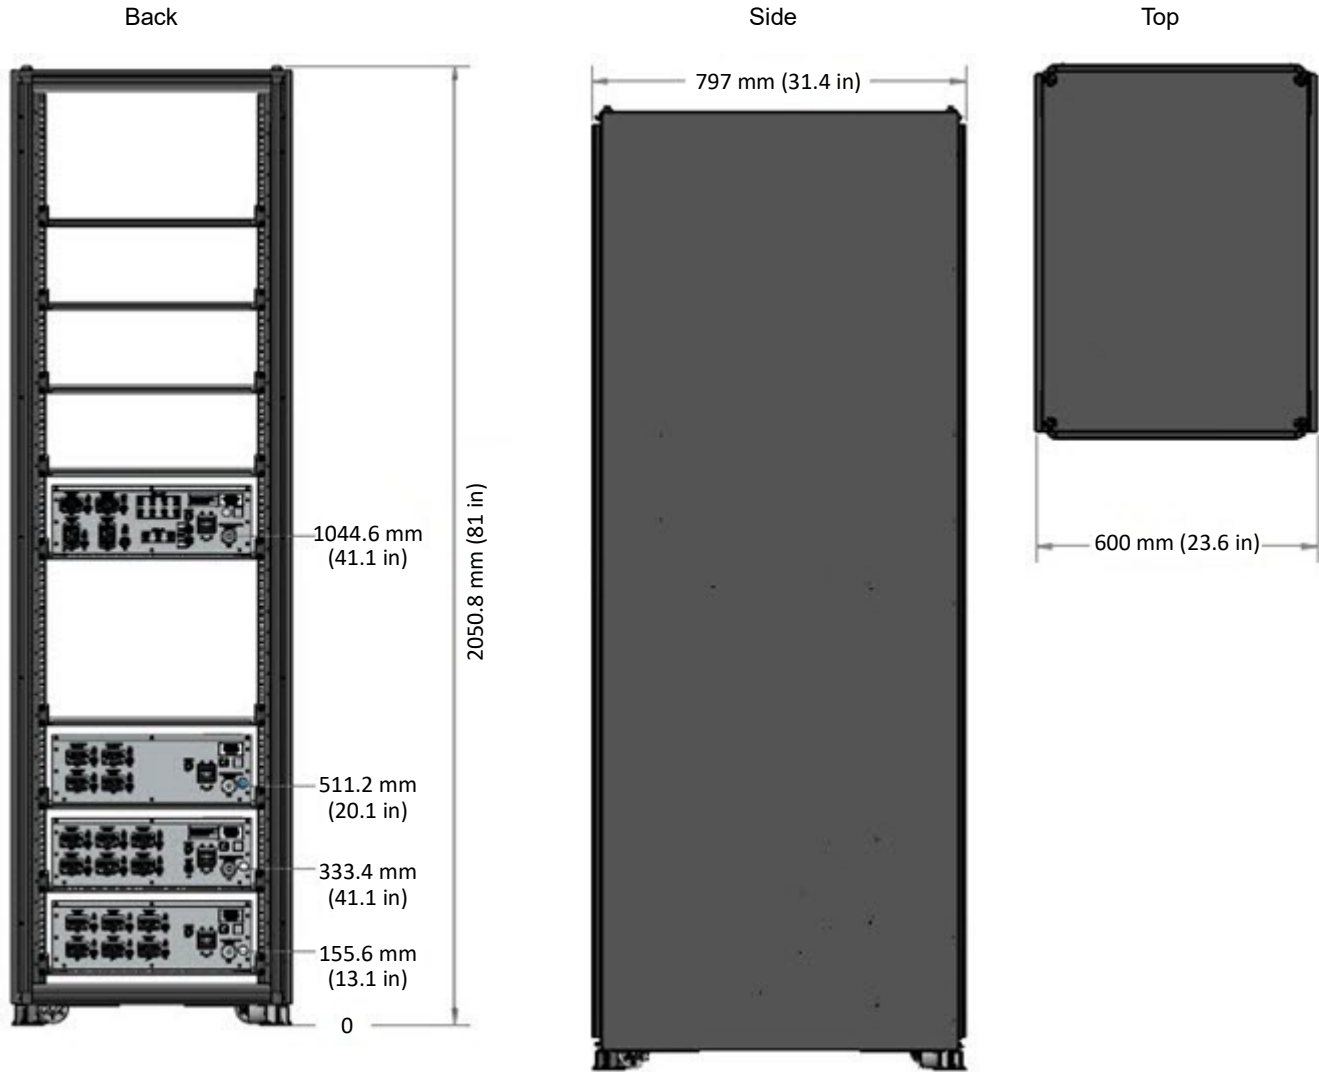 Back
Side
Top
797 mm (31.4 in)
1044.6 mm
(41.1 in)
2050.8 mm (81 in)
600 mm (23.6 in)
511.2 mm
(20.1 in)
333.4 mm
(41.1 in)
155.6 mm
(13.1 in)
0